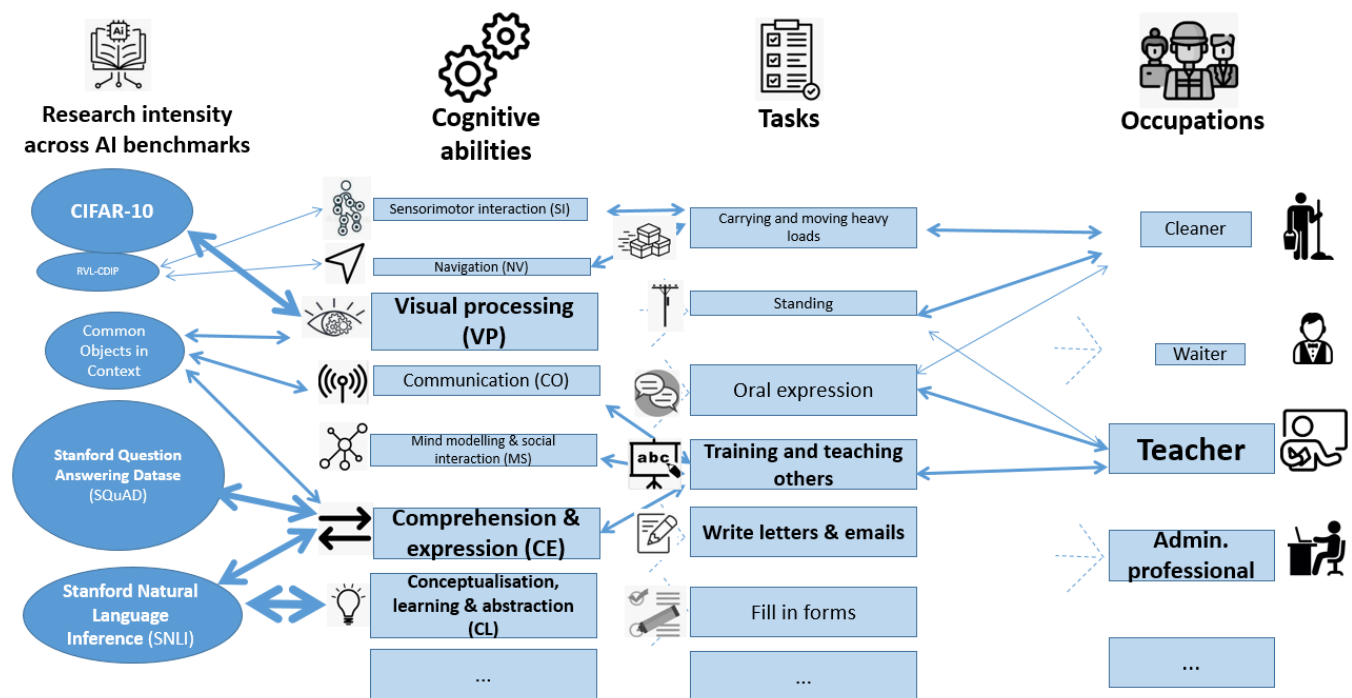 Ai
Research intensity
across AI benchmarks
Cognitive
abilities
Tasks
Occupations
CIFAR-10
RVL-CDIP
Common
Objects in
Context
Stanford Question
Answering Datase
(SQuAD)
Stanford Natural
Language
Inference (SNLI)
Sensorimotor interaction (SI)
Navigation (NV)
Visual processing
(VP)
Communication (CO)
Mind modelling & social
interaction (MS)
Comprehension &
expression (CE)
Conceptualisation,
learning & abstraction
(CL)
...
Carrying and moving heavy
loads
Standing
Oral expression
abc
Training and teaching
others
Write letters & emails
Fill in forms
...
Cleaner
Waiter
Teacher
Admin.
professional
...